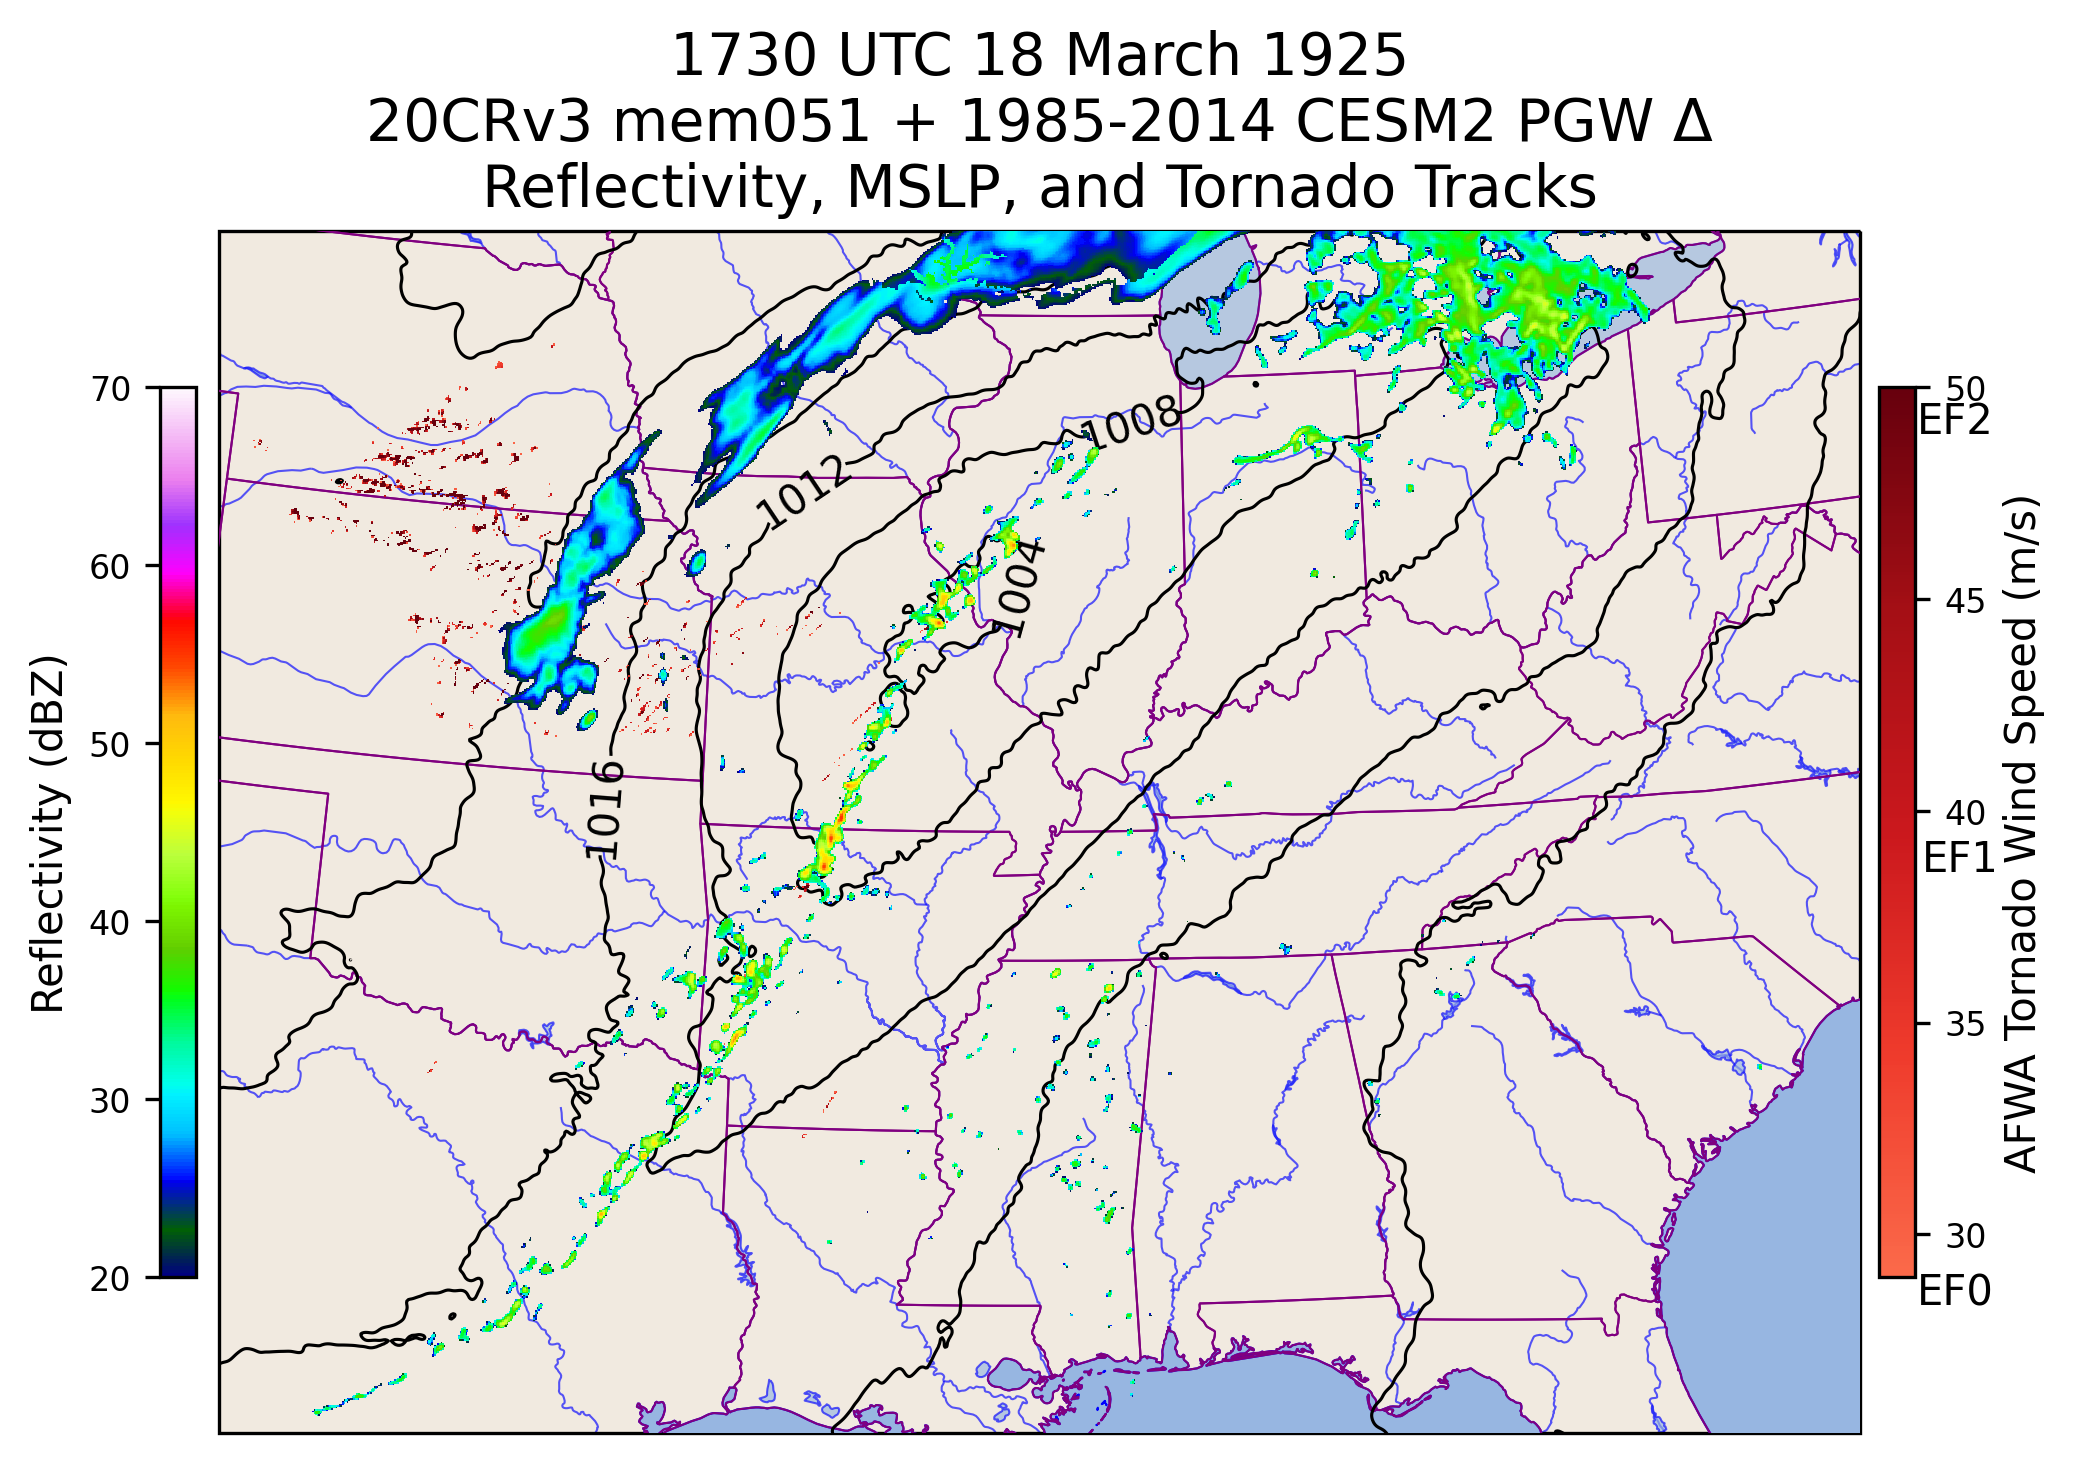 1730 UTC 18 March 1925
20CRv3 mem051 + 1985-2014 CESM2 PGW Δ
Reflectivity, MSLP, and Tornado Tracks
70
60
50
40
30
20
Reflectivity (dBZ)
1008
1012
1004
1016
50
EF2
45
40
EF1
35
30
EF0
AFWA Tornado Wind Speed (m/s)